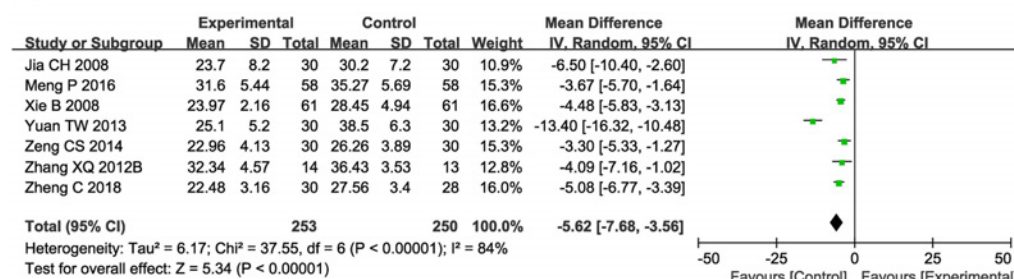 Experimental Control Mean Difference Mean Difference
Study or Subgroup Mean SD Total Mean SD Total Weight IV, Random, 95% CI IV, Random, 95% CI
Jia CH 2008 23.7 8.2 30 30.2 7.2 30 10.9% -6.50 [-10.40, -2.60]
Meng P 2016 31.6 5.44 58 35.27 5.69 58 15.3% -3.67 [-5.70, -1.64]
Xie B 2008 23.97 2.16 61 28.45 4.94 61 16.6% -4.48 [-5.83, -3.13]
Yuan TW 2013 25.1 5.2 30 38.5 6.3 30 13.2% -13.40 [-16.32, -10.48]
Zeng CS 2014 22.96 4.13 30 26.26 3.89 30 15.3% -3.30 [-5.33, -1.27]
Zhang XQ 2012B 32.34 4.57 14 36.43 3.53 13 12.7% -4.09 [-7.16, -1.02]
Zheng C 2018 22.48 3.16 30 27.56 3.4 28 16.0% -5.08 [-6.77, -3.39]
Total (95% CI) 253 250 100.0% -5.62 [-7.68, -3.56]
Heterogeneity: Tau² = 6.17; Chi² = 37.55, df = 6 (P < 0.00001); I² = 84%
Test for overall effect: Z = 5.34 (P < 0.00001)
-50 -25 0 25 50
Favours [Control] Favours [Experimental]